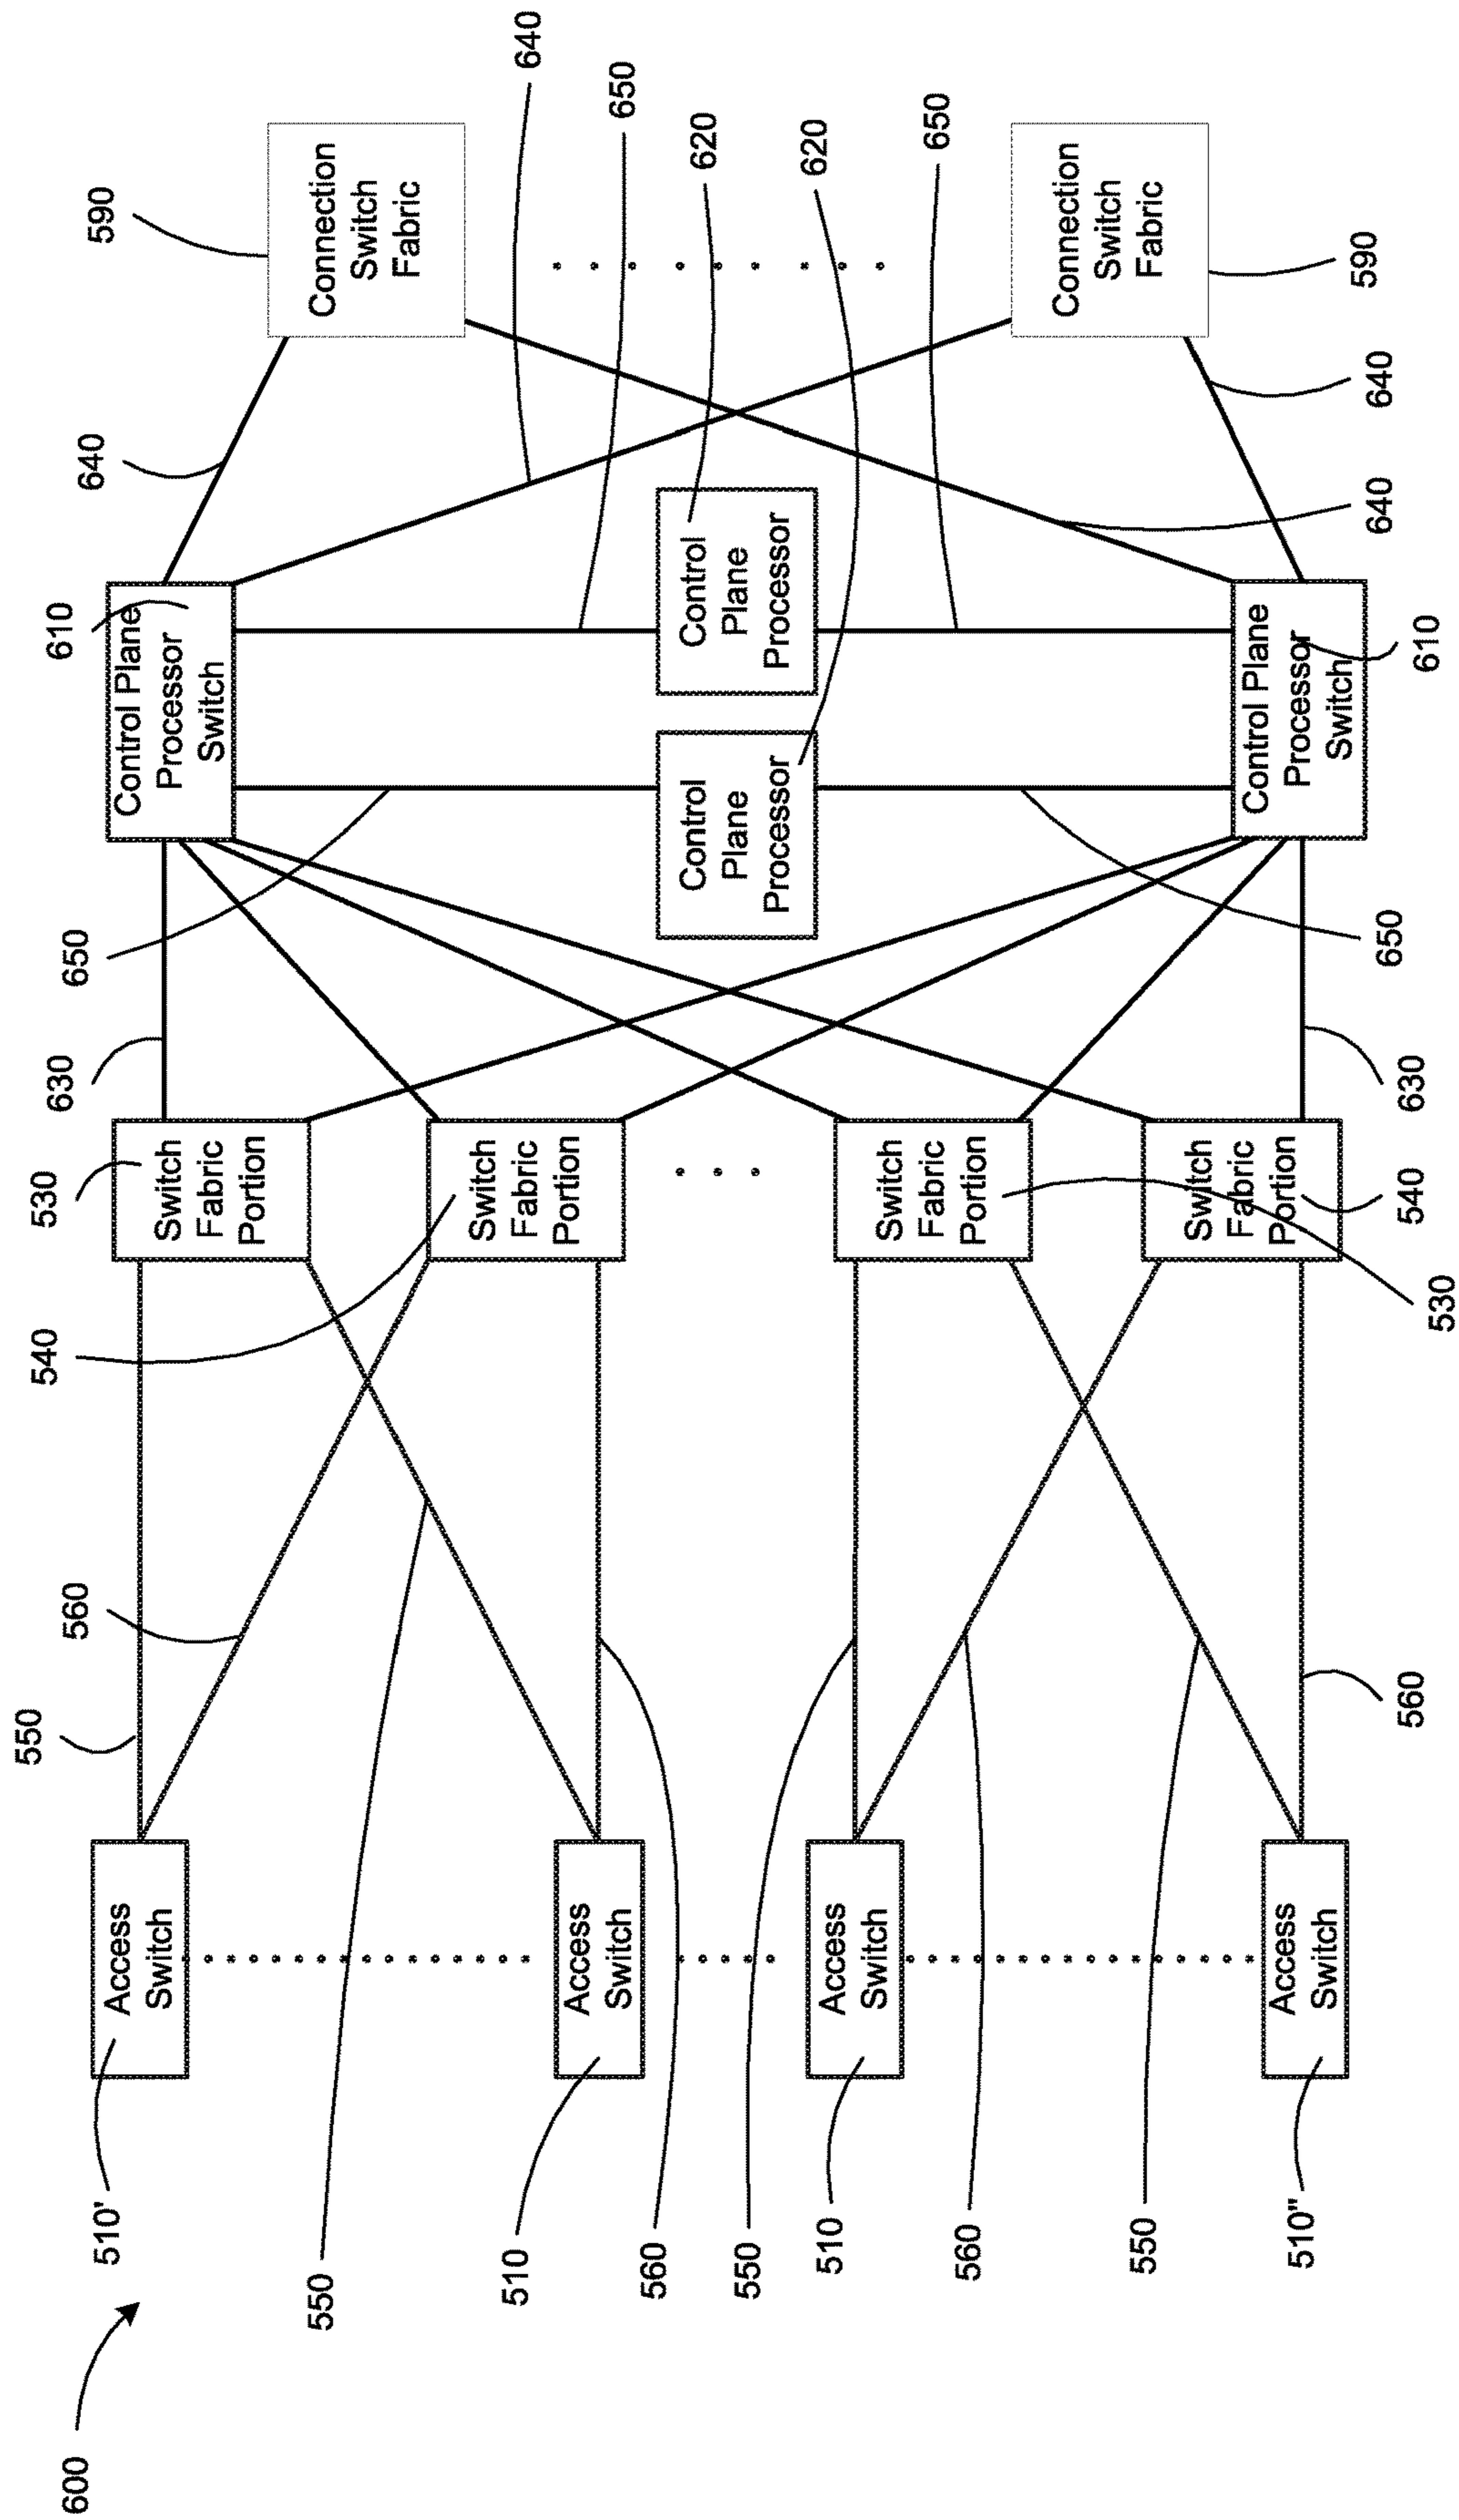 600
510'
Access
Switch
510
Access
Switch
510
Access
Switch
510"
Access
Switch
550
560
550
560
550
560
550
560
530
Switch
Fabric
Portion
540
Switch
Fabric
Portion
530
Switch
Fabric
Portion
540
Switch
Fabric
Portion
630
630
650
650
610
Control Plane
Processor
Switch
Control
Plane
Processor
620
Control
Plane
Processor
620
610
Control Plane
Processor
Switch
650
650
640
640
640
640
590
Connection
Switch
Fabric
590
Connection
Switch
Fabric